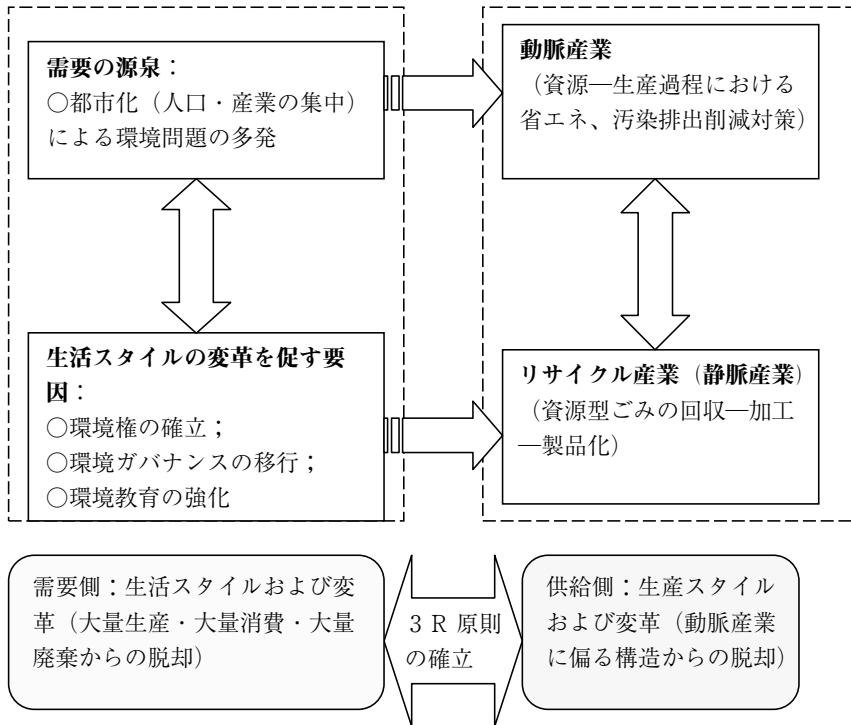 需要の源泉：
○都市化（人口・産業の集中）
による環境問題の多発
動脈産業
（資源―生産過程における
省エネ、汚染排出削減対策）
生活スタイルの変革を促す要
因：
○環境権の確立；
○環境ガバナンスの移行；
○環境教育の強化
リサイクル産業（静脈産業）
（資源型ごみの回収―加工
―製品化）
需要側：生活スタイルおよび変
革（大量生産・大量消費・大量
廃棄からの脱却）
３Ｒ原則
の確立
供給側：生産スタイル
および変革（動脈産業
に偏る構造からの脱却）